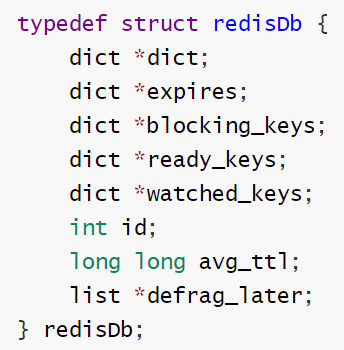 typedef struct redisDb {
    dict *dict;
    dict *expires;
    dict *blocking_keys;
    dict *ready_keys;
    dict *watched_keys;
    int id;
    long long avg_ttl;
    list *defrag_later;
} redisDb;